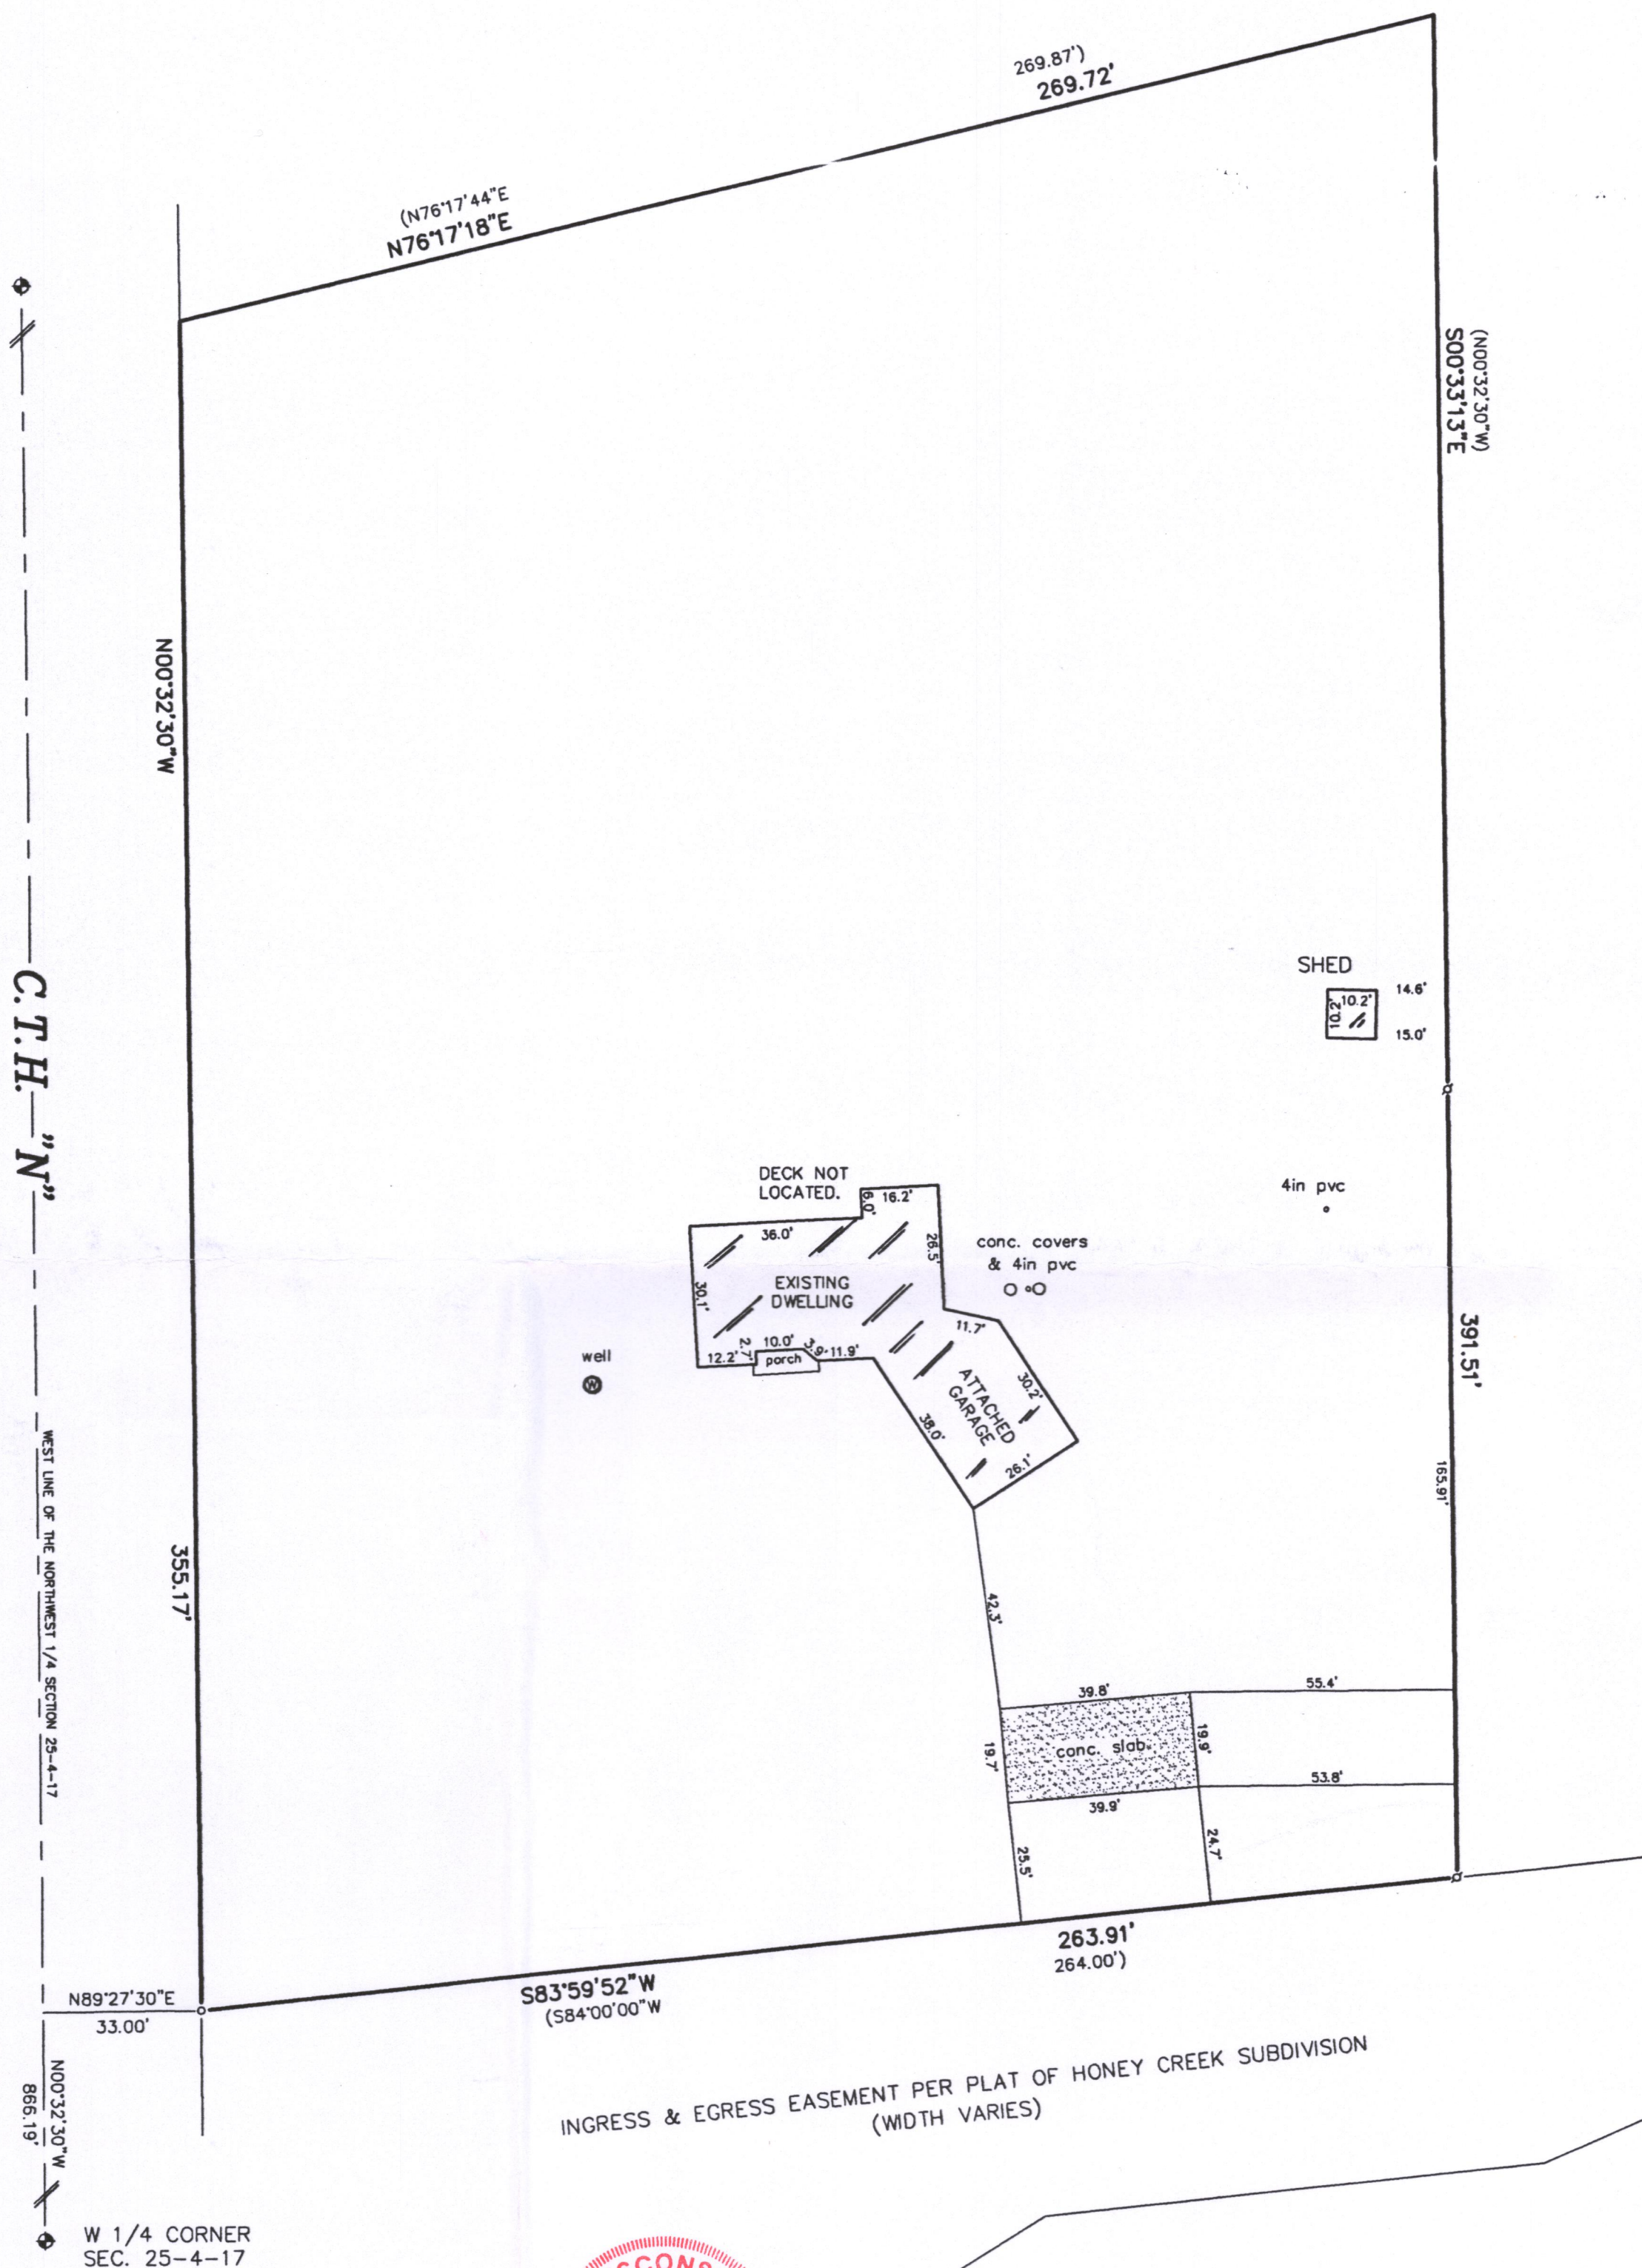 269.87')
269.72'
(N76°17'44"E
N76°17'18"E
(N00°32'30"W)
S00°33'13"E
N00°32'30"W
SHED
14.6'
10.2'
10.2'
15.0'
C.T.H. "N"
DECK NOT
LOCATED.
6.0'
16.2'
4in pvc
36.0'
26.5'
conc. covers
& 4in pvc
30.1'
EXISTING
DWELLING
11.7'
391.51'
well
W
12.2'
2.7'
10.0'
porch
3.9'
11.9'
30.2'
ATTACHED
GARAGE
38.0'
26.1'
165.91'
WEST LINE OF THE NORTHWEST 1/4 SECTION 25-4-17
355.17'
42.3'
39.8'
55.4'
19.7'
conc. slab.
19.9'
53.8'
39.9'
25.5'
24.7'
263.91'
264.00')
S83°59'52"W
(S84°00'00"W
N89°27'30"E
33.00'
N00°32'30"W
866.19'
INGRESS & EGRESS EASEMENT PER PLAT OF HONEY CREEK SUBDIVISION
(WIDTH VARIES)
W 1/4 CORNER
SEC. 25-4-17